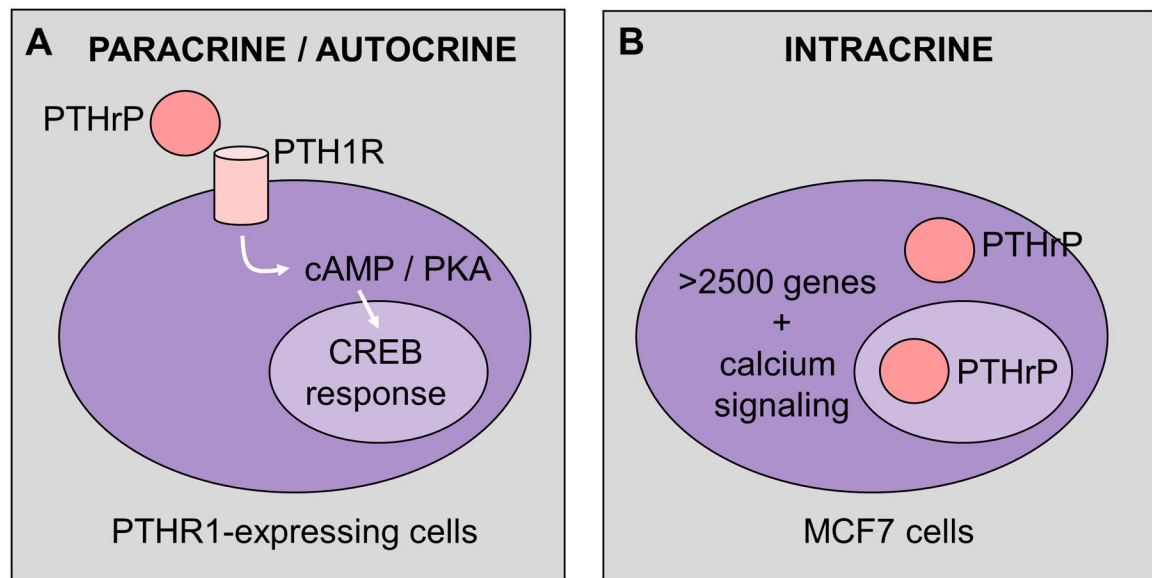 A PARACRINE / AUTOCRINE
PTHrP
PTH1R
cAMP / PKA
CREB
response
PTHR1-expressing cells
B INTRACRINE
PTHrP
>2500 genes
+
calcium
signaling
PTHrP
MCF7 cells